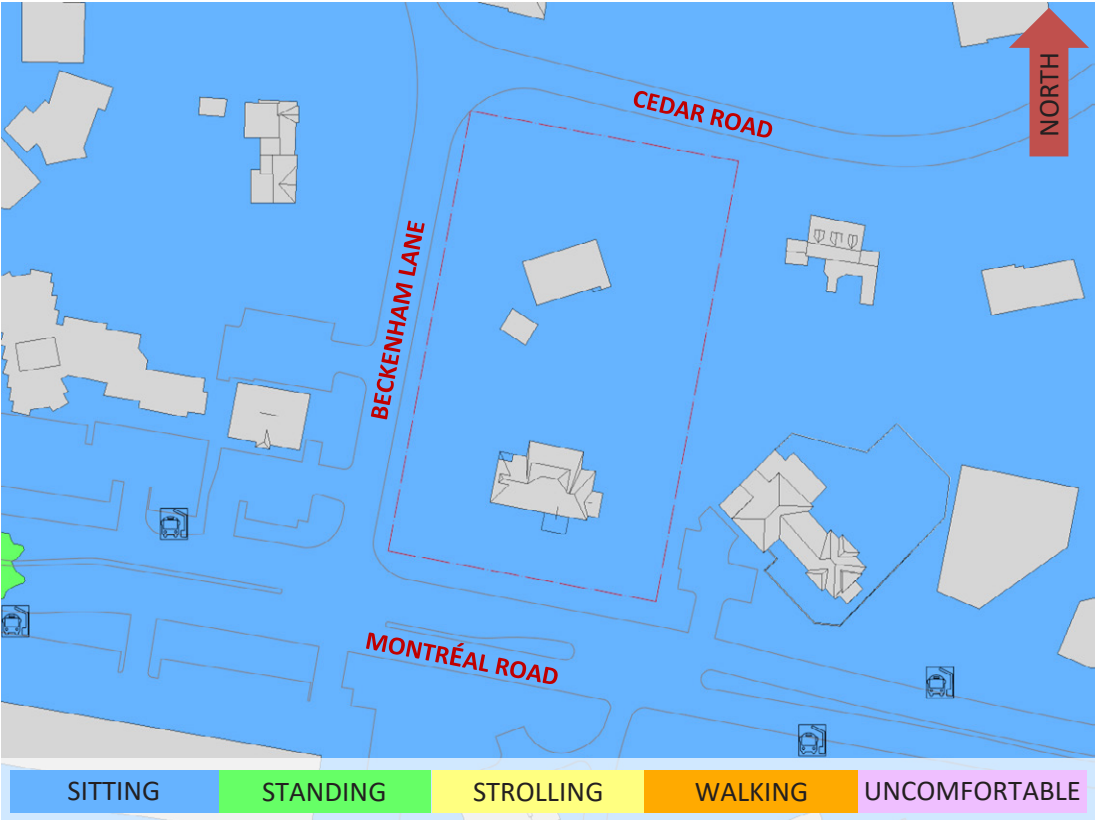 CEDAR ROAD
NORTH
BECKENHAM LANE
MONTRÉAL ROAD
SITTING
STANDING
STROLLING
WALKING
UNCOMFORTABLE